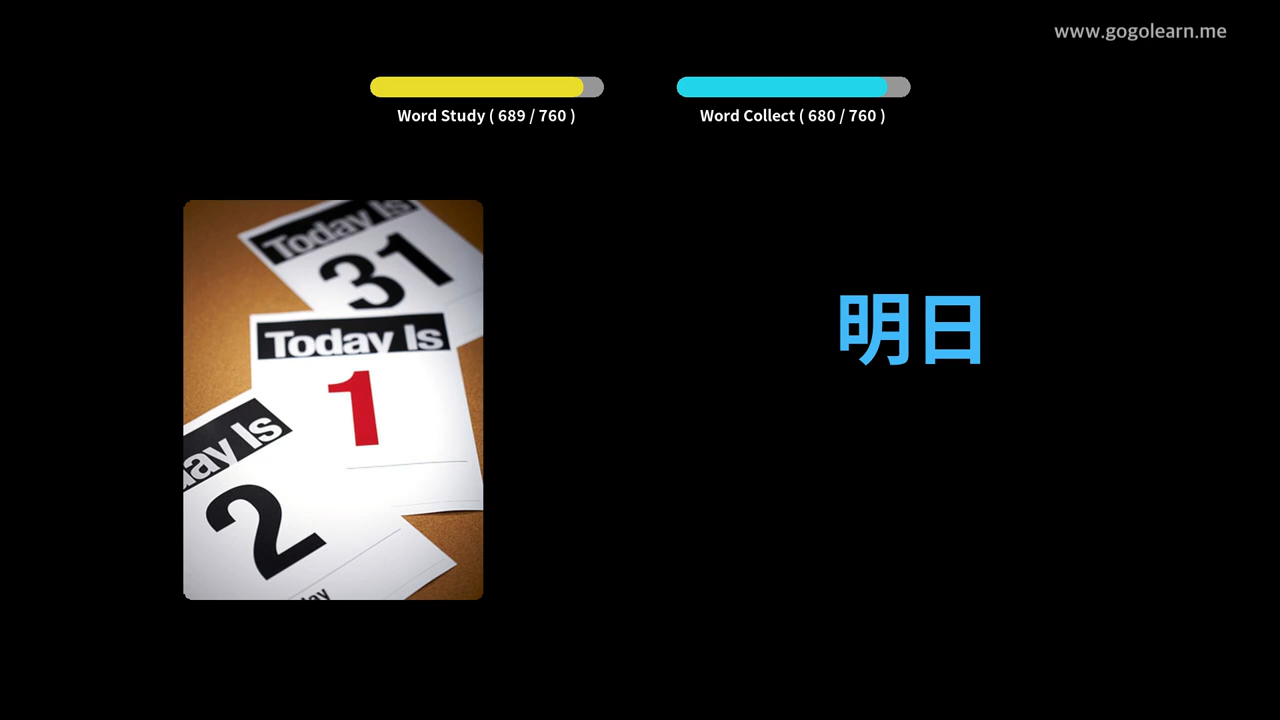 www.gogolearn.me
Word Study ( 689 / 760 )
Word Collect ( 680 / 760 )
Today Is
31
Today Is
1
ay Is
2
ay
明日